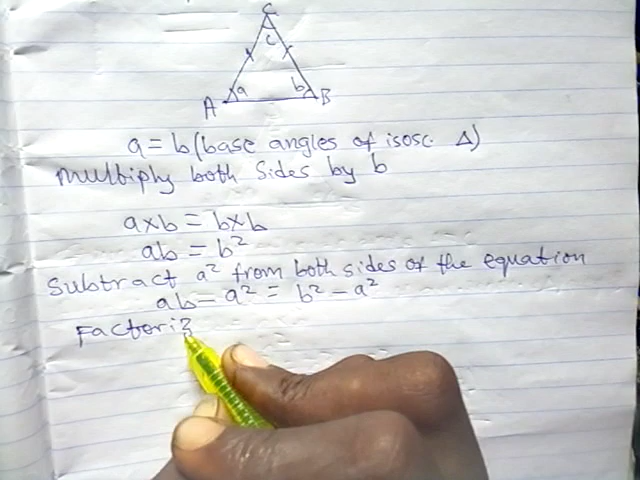 C
c
a b
A B
a = b (base angles of isosc. Δ)
multiply both sides by b
a×b = b×b
ab = b²
Subtract a² from both sides of the equation
ab - a² = b² - a²
Factoriz